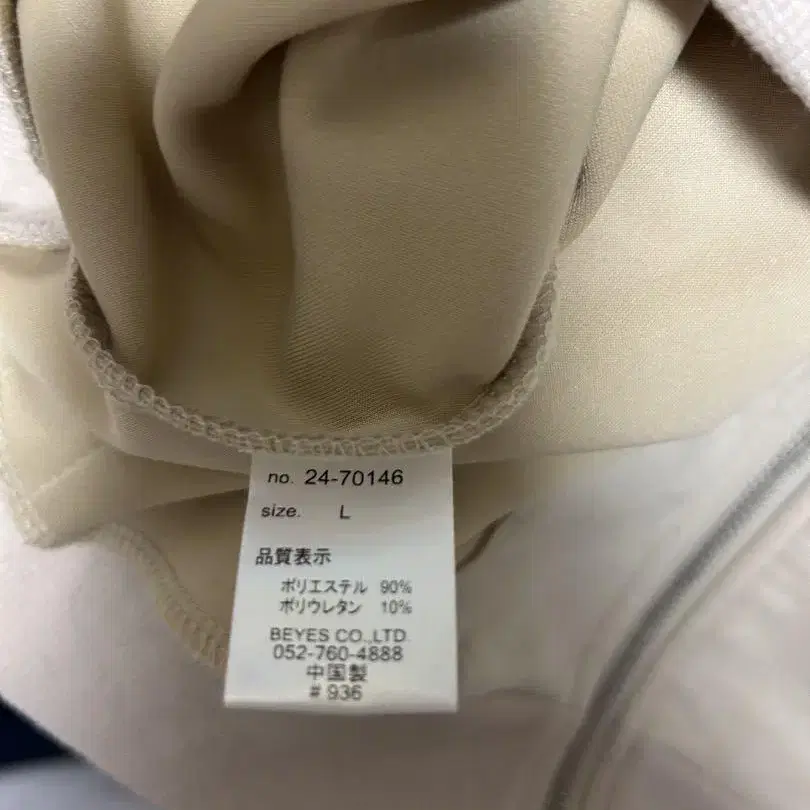 no. 24-70146
size. L
品質表示
ポリエステル 90%
ポリウレタン 10%
BEYES CO.,LTD.
052-760-4888
中国製
# 936